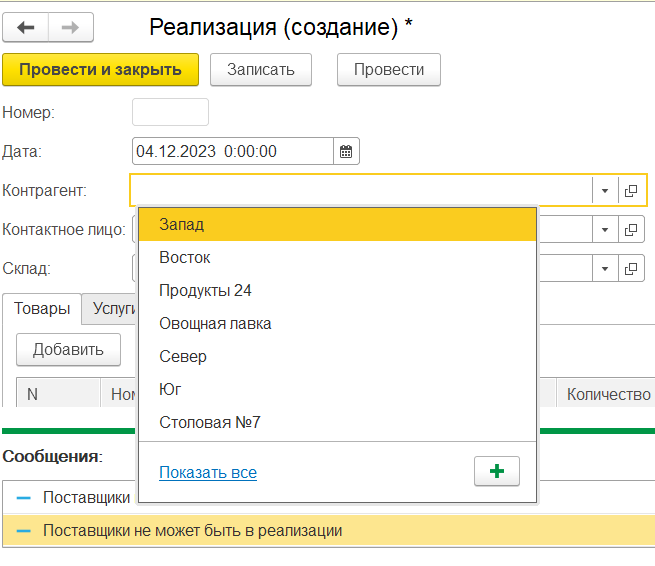 Реализация (создание) *
Провести и закрыть Записать Провести
Номер:
Дата: 04.12.2023 0:00:00
Контрагент:
Контактное лицо:
Склад:
Запад
Восток
Продукты 24
Овощная лавка
Север
Юг
Столовая №7
Показать все
Товары Услуги
Добавить
N Ном Количество
Сообщения:
Поставщики
Поставщики не может быть в реализации